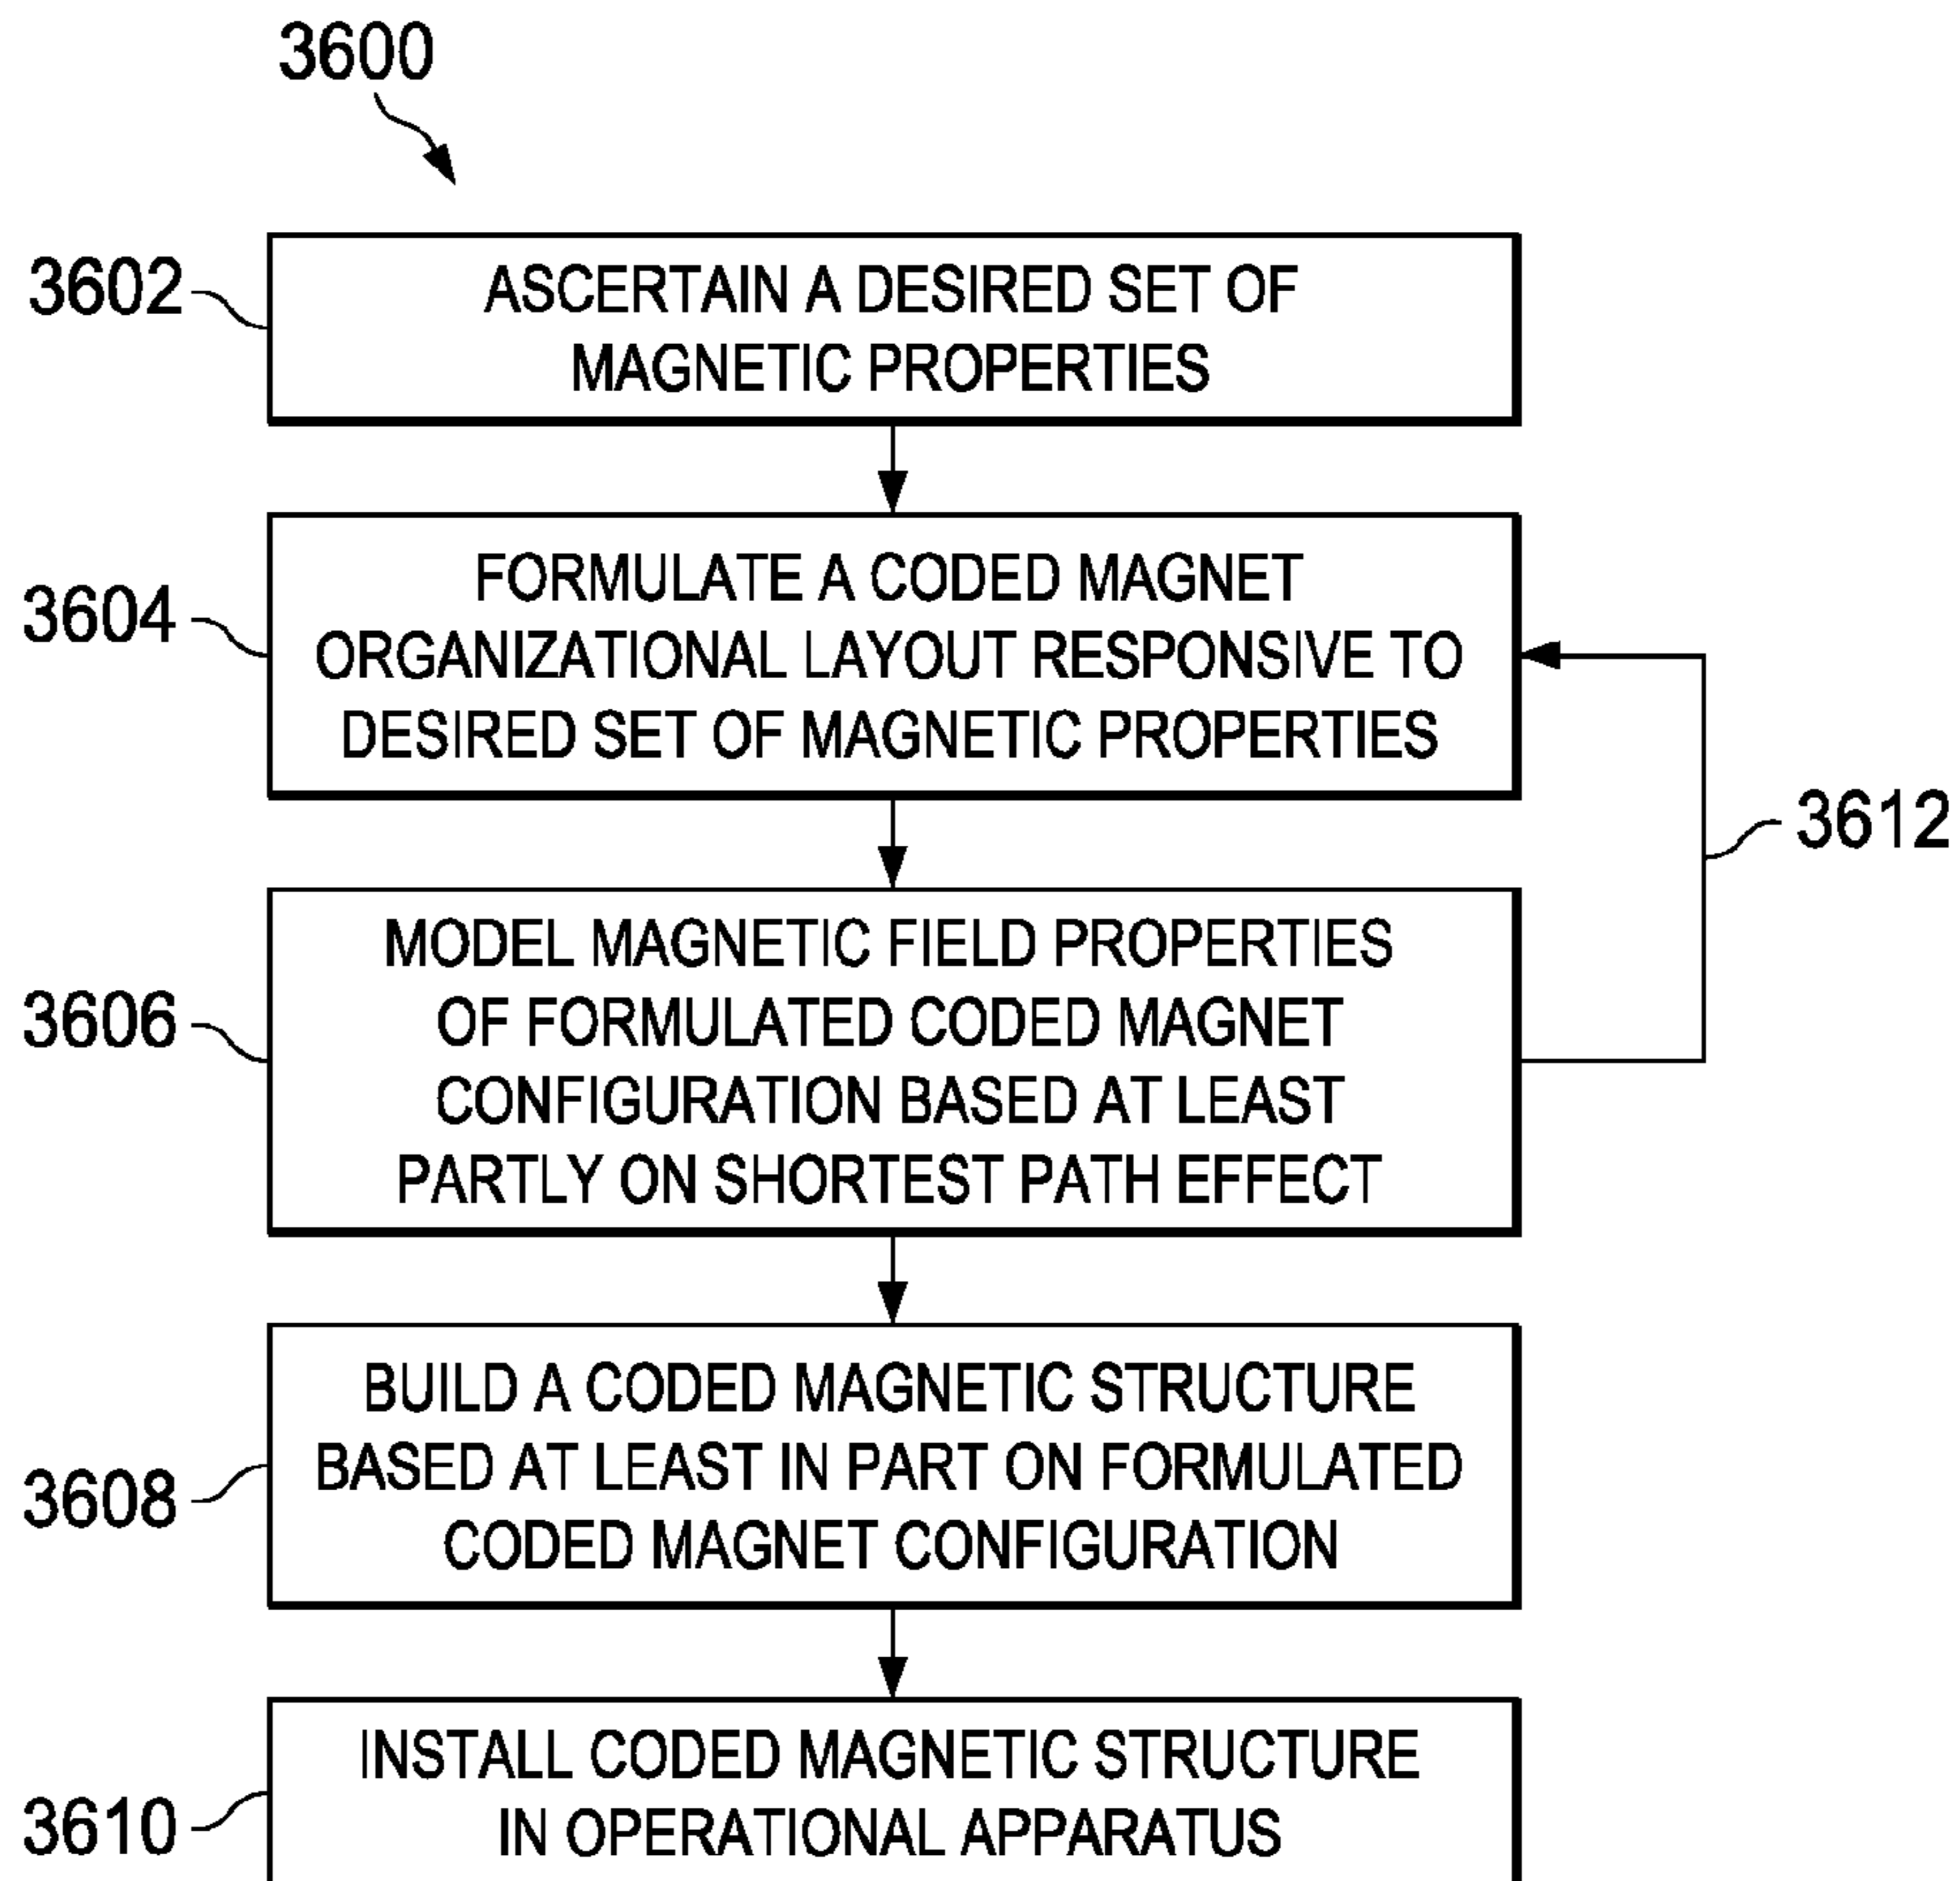 3600
3602
ASCERTAIN A DESIRED SET OF
MAGNETIC PROPERTIES
3604
FORMULATE A CODED MAGNET
ORGANIZATIONAL LAYOUT RESPONSIVE TO
DESIRED SET OF MAGNETIC PROPERTIES
3612
3606
MODEL MAGNETIC FIELD PROPERTIES
OF FORMULATED CODED MAGNET
CONFIGURATION BASED AT LEAST
PARTLY ON SHORTEST PATH EFFECT
3608
BUILD A CODED MAGNETIC STRUCTURE
BASED AT LEAST IN PART ON FORMULATED
CODED MAGNET CONFIGURATION
3610
INSTALL CODED MAGNETIC STRUCTURE
IN OPERATIONAL APPARATUS